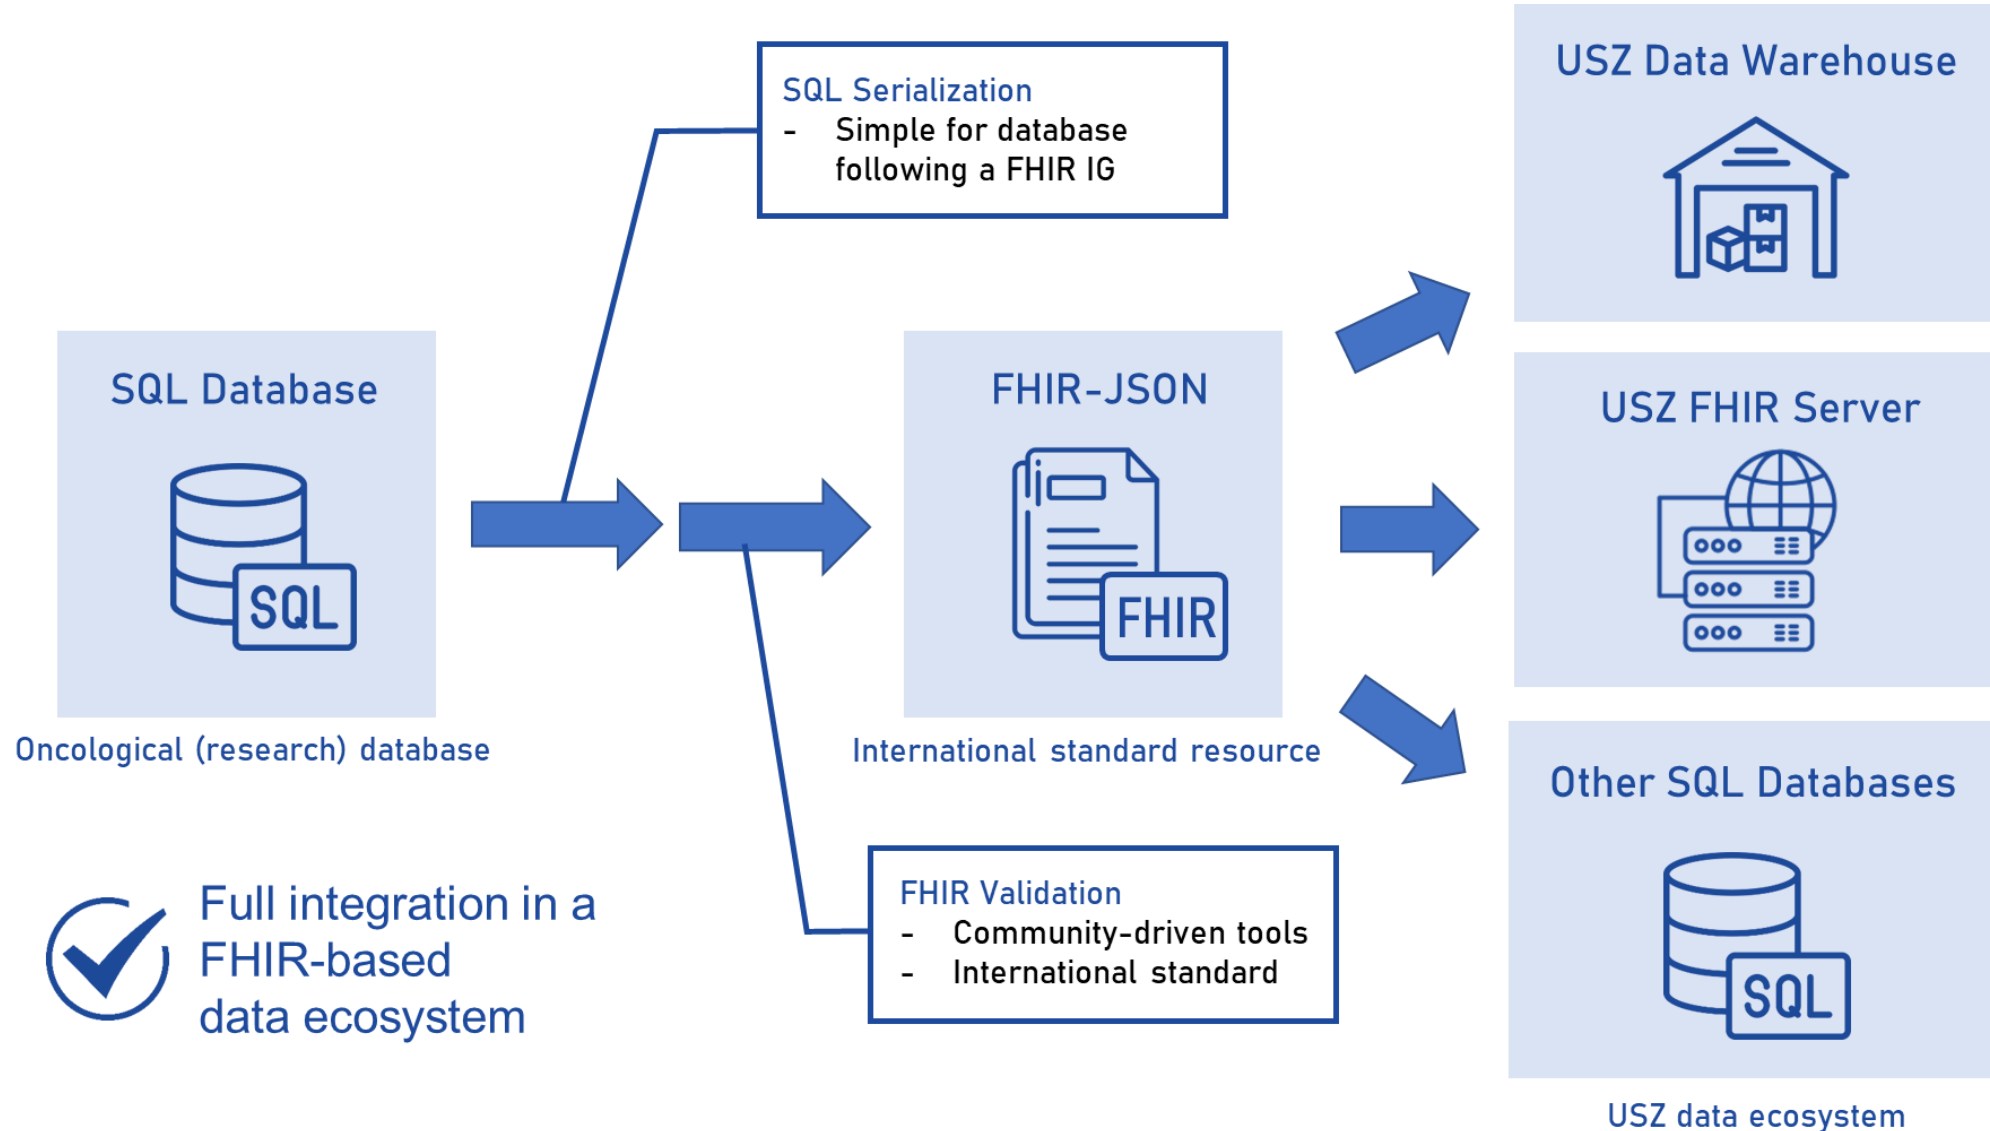 USZ Data Warehouse
SQL Serialization
- Simple for database
following a FHIR IG
SQL Database
SQL
Oncological (research) database
FHIR-JSON
FHIR
International standard resource
USZ FHIR Server
Other SQL Databases
SQL
USZ data ecosystem
FHIR Validation
- Community-driven tools
- International standard
Full integration in a
FHIR-based
data ecosystem